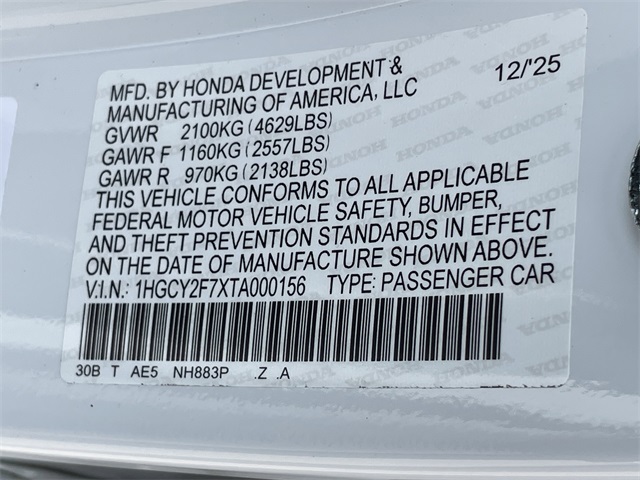 MFD. BY HONDA DEVELOPMENT & 12/'25
MANUFACTURING OF AMERICA, LLC
GVWR 2100KG (4629LBS)
GAWR F 1160KG (2557LBS)
GAWR R 970KG (2138LBS)
THIS VEHICLE CONFORMS TO ALL APPLICABLE
FEDERAL MOTOR VEHICLE SAFETY, BUMPER,
AND THEFT PREVENTION STANDARDS IN EFFECT
ON THE DATE OF MANUFACTURE SHOWN ABOVE.
V.I.N.: 1HGCY2F7XTA000156 TYPE: PASSENGER CAR
30B T AE5 NH883P .Z .A